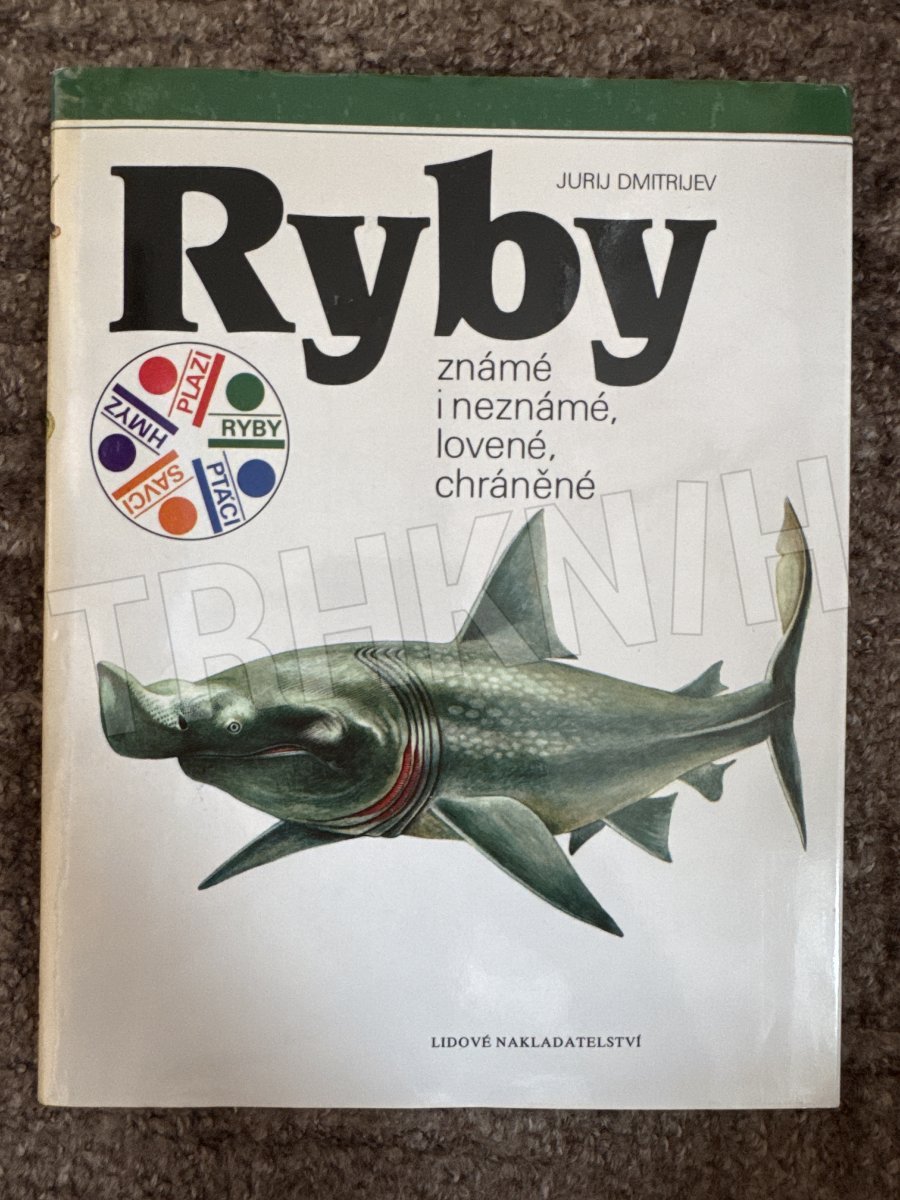 JURIJ DMITRIJEV
Ryby
známé
i neznámé,
lovené,
chráněné
PLAZI
RYBY
PTÁCI
SAVCI
HMYZ
TRHKNIH
LIDOVÉ NAKLADATELSTVÍ